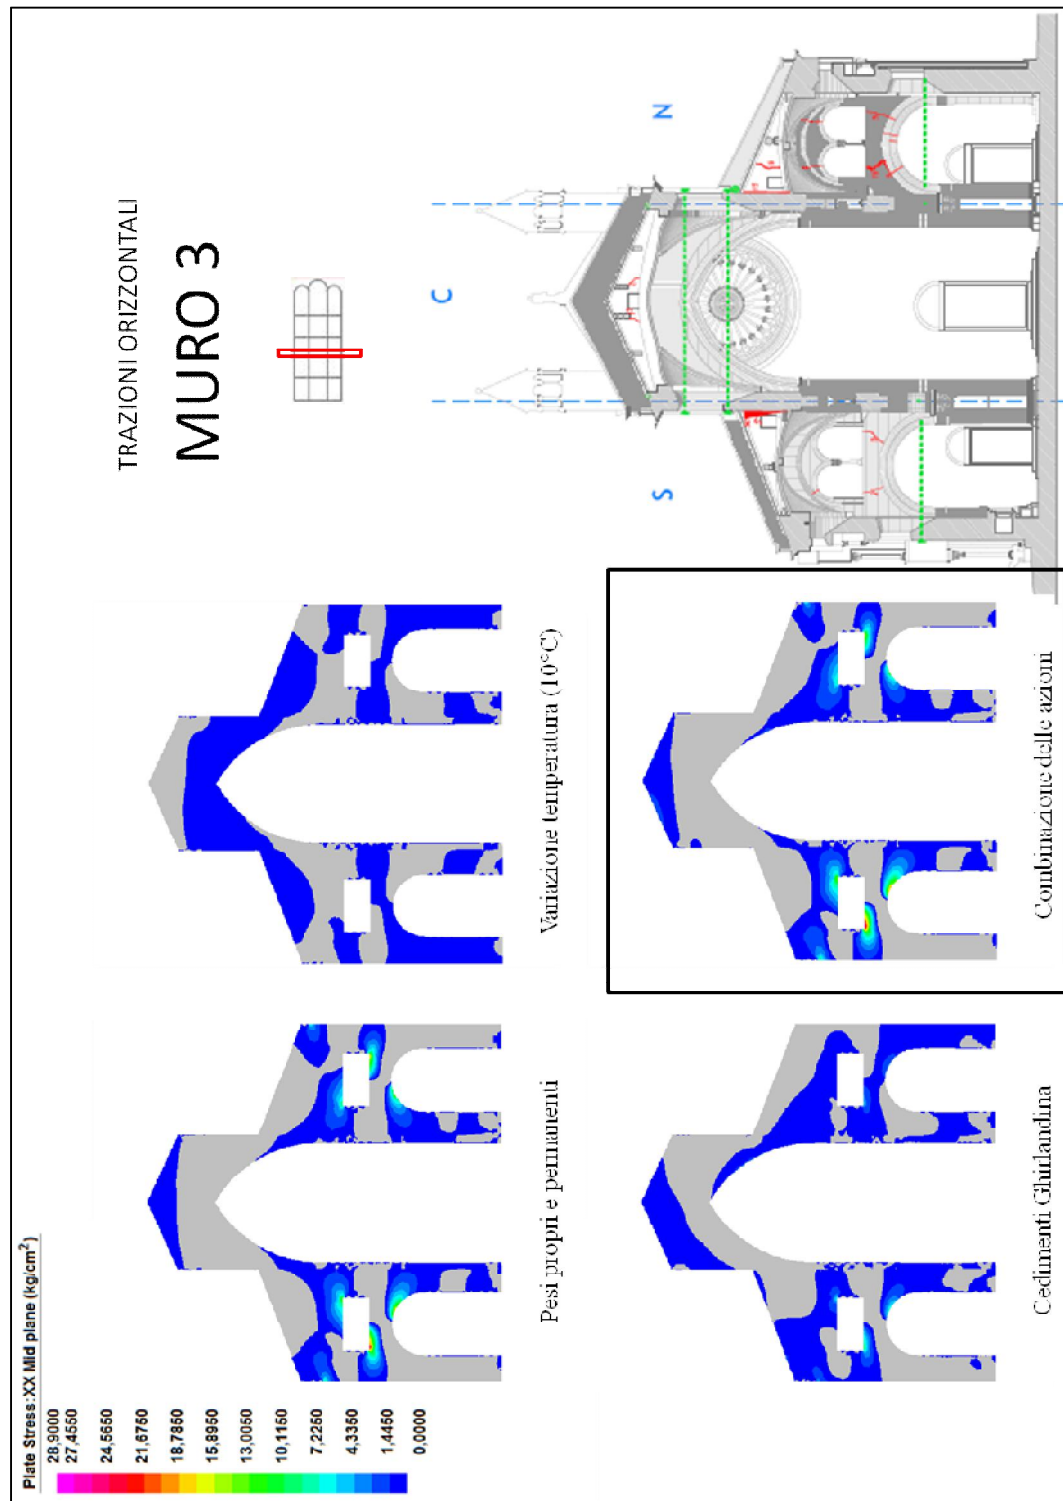 Plate Stress:XX Mid plane (kg/cm²)
28,9000
27,4550
24,5650
21,6750
18,7850
15,8950
13,0050
10,1150
7,2250
4,3350
1,4450
0,0000
TRAZIONI ORIZZONTALI
MURO 3
Pesi propri e permanenti
Variazione temperatura (10°C)
Cedimenti Ghirlandina
Combinazione delle azioni
S
C
N